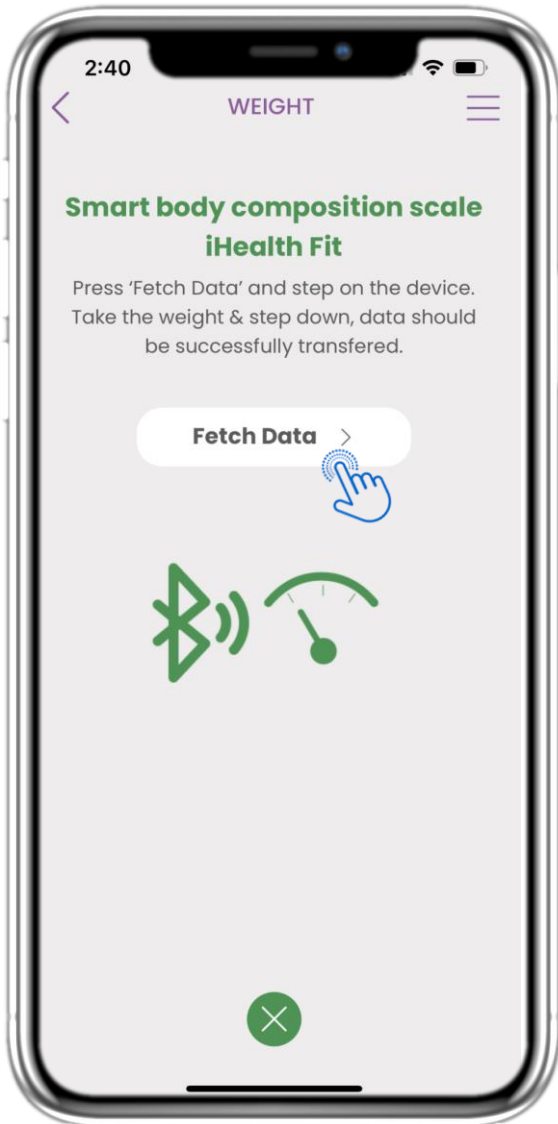 2:40
WEIGHT
Smart body composition scale
iHealth Fit
Press ‘Fetch Data’ and step on the device.
Take the weight & step down, data should
be successfully transfered.
Fetch Data